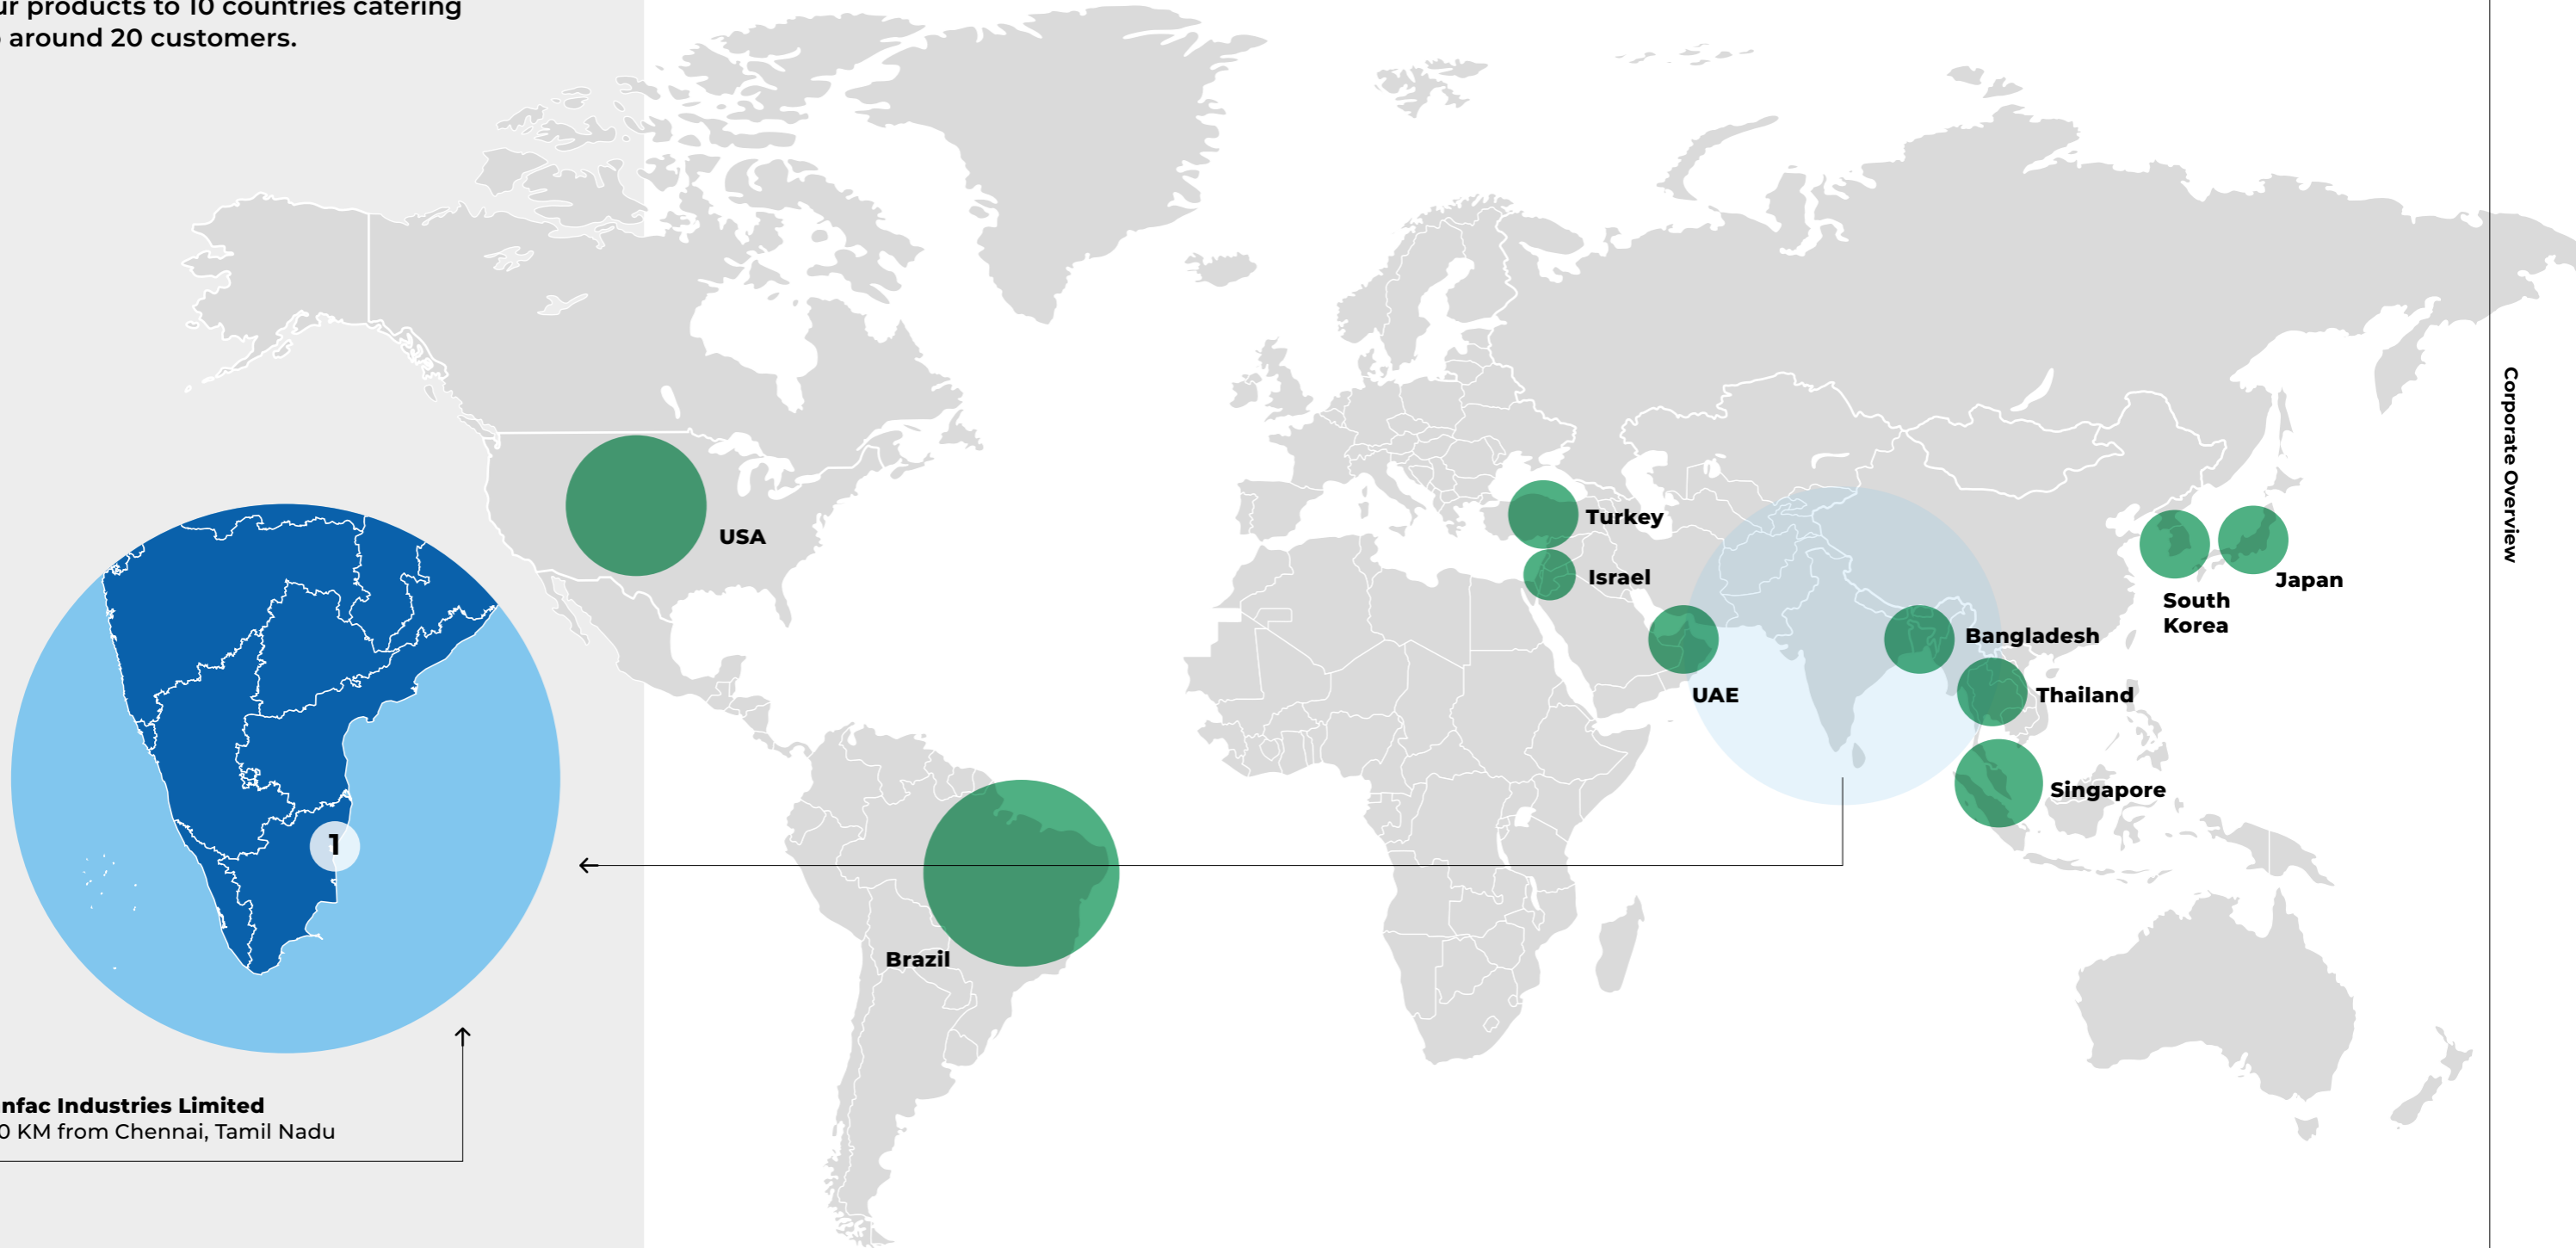 ur products to 10 countries catering
around 20 customers.
USA
Turkey
Israel
UAE
Bangladesh
Thailand
Singapore
South
Korea
Japan
Brazil
1
nfac Industries Limited
0 KM from Chennai, Tamil Nadu
Corporate Overview